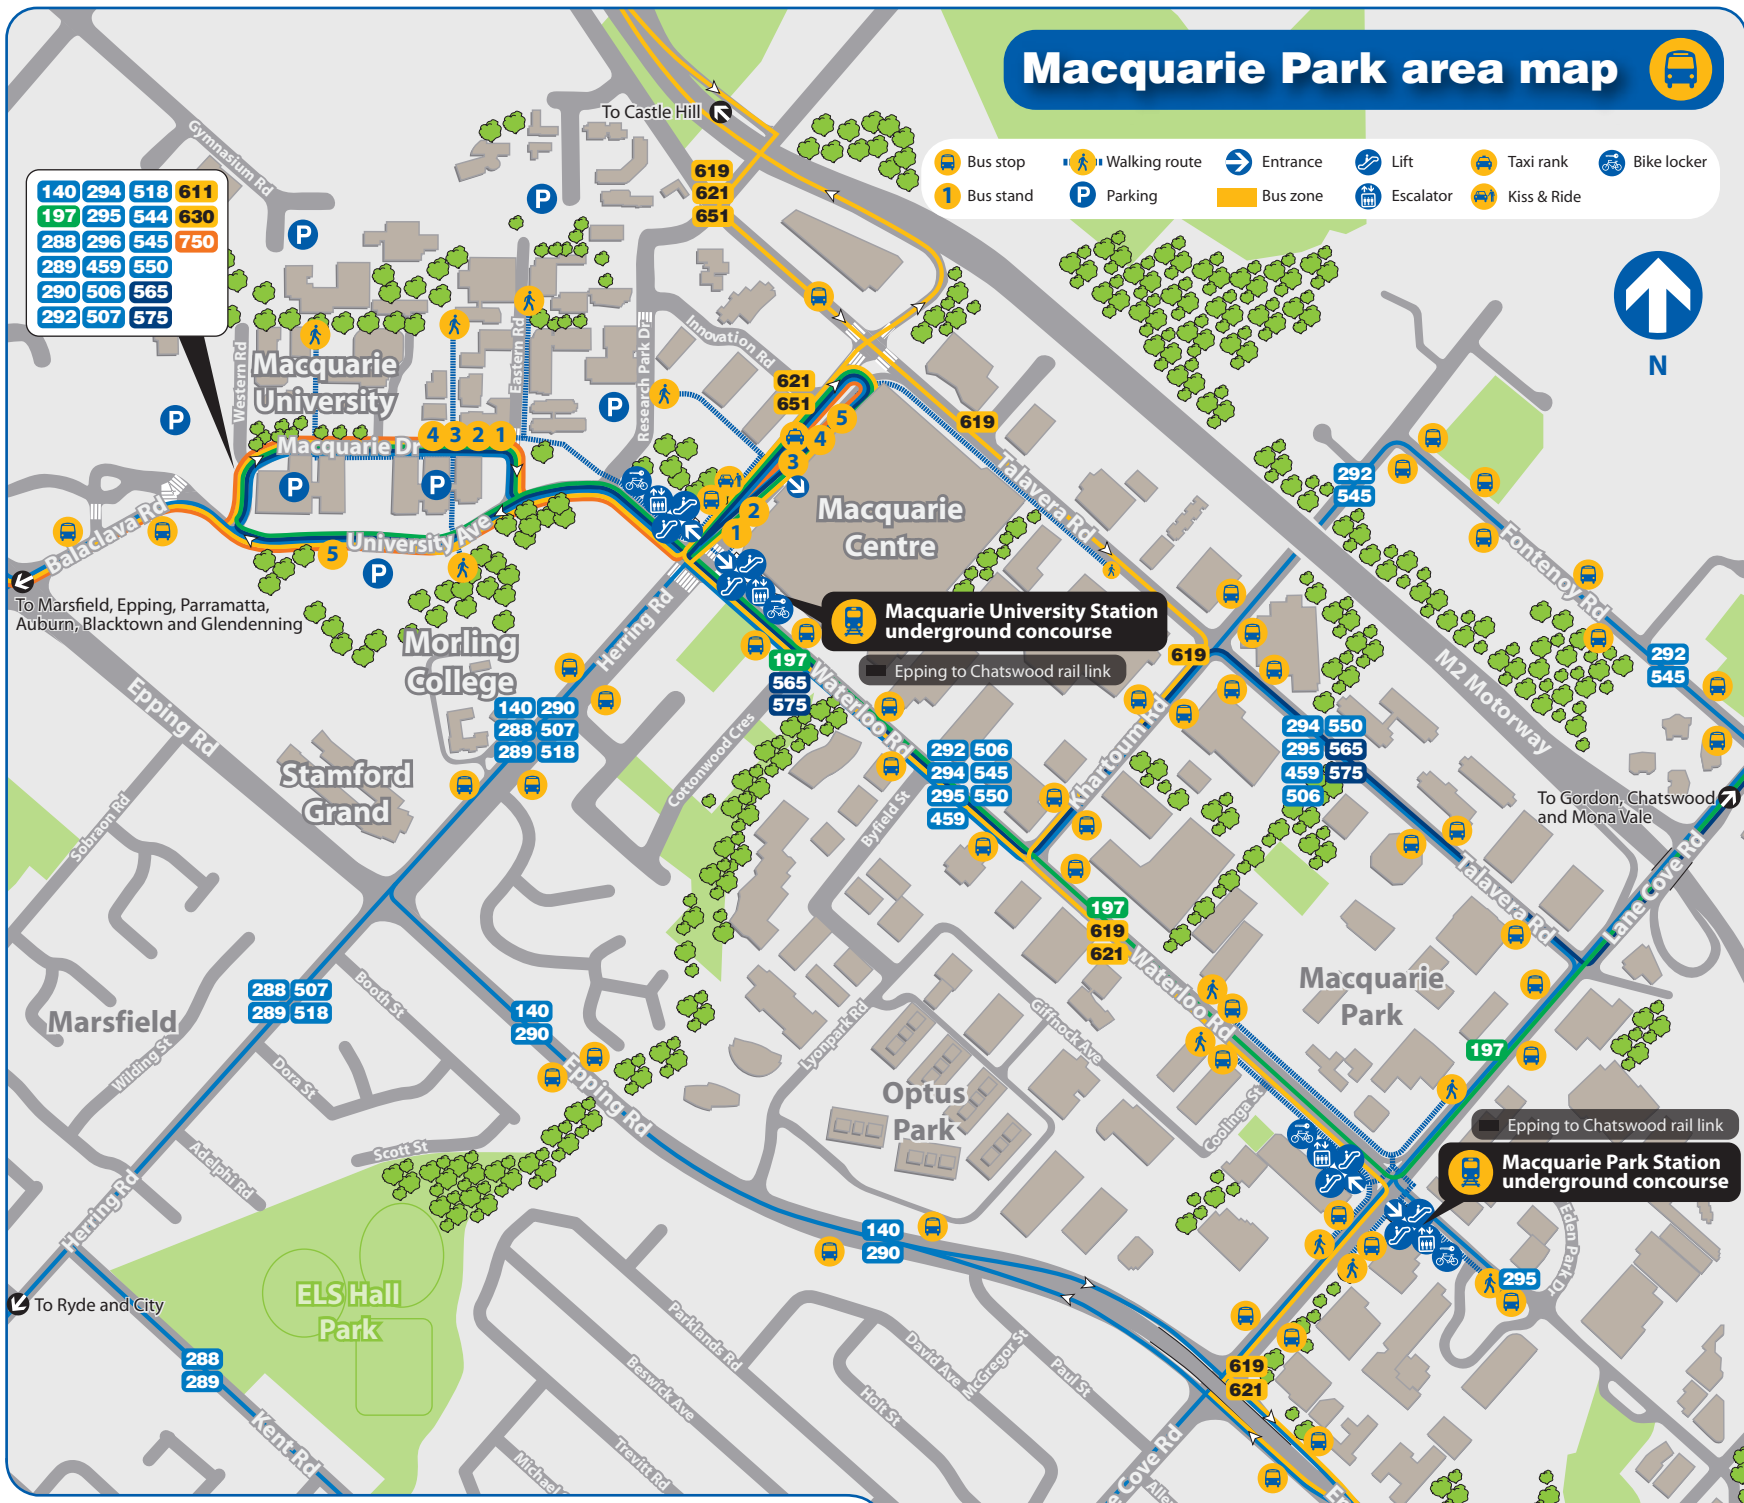 Macquarie Park area map
Bus stop
Walking route
Entrance
Lift
Taxi rank
Bike locker
1 Bus stand
P Parking
Bus zone
Escalator
Kiss & Ride
N
To Castle Hill
619
621
651
Gymnasium Rd
140 294 518 611
197 295 544 630
288 296 545 750
289 459 550
290 506 565
292 507 575
P
P
P
P
P
P
P
Western Rd
Eastern Rd
Research Park Dr
Innovation Rd
Macquarie
University
Macquarie Dr
4 3 2 1
University Ave
5
Balaclava Rd
To Marsfield, Epping, Parramatta,
Auburn, Blacktown and Glendenning
621
651
5
4
3
2
1
619
Talavera Rd
Macquarie
Centre
292
545
Fontenoy Rd
292
545
M2 Motorway
Macquarie University Station
underground concourse
Epping to Chatswood rail link
619
Morling
College
Herring Rd
197
565
575
Waterloo Rd
140 290
288 507
289 518
Cottonwood Cres
Byfield St
292 506
294 545
295 550
459
Khartoum Rd
294 550
295 565
459 575
506
To Gordon, Chatswood
and Mona Vale
Lane Cove Rd
Talavera Rd
Epping Rd
Stamford
Grand
Sobraon Rd
197
619
621
Waterloo Rd
Macquarie
Park
197
Marsfield
288 507
289 518
Booth St
140
290
Epping Rd
Wilding St
Dora St
Adelphi Rd
Scott St
Lyonpark Rd
Giffnock Ave
Optus
Park
Coolinga St
Epping to Chatswood rail link
Macquarie Park Station
underground concourse
Eden Park Dr
295
Herring Rd
To Ryde and City
ELS Hall
Park
140
290
288
289
Kent Rd
Parklands Rd
Beswick Ave
Trevitt Rd
David Ave
McGregor St
Paul St
Holt St
619
621
e Cove Rd